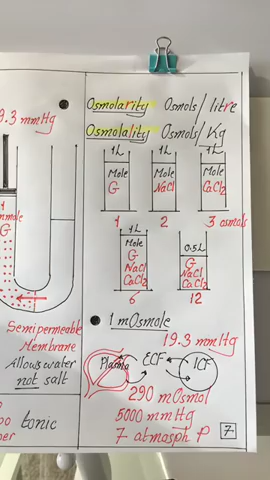 9.3 mmHg
mmole
G
Semipermeable
Membrane
Allows water
not salt
tonic
Osmolarity Osmols/litre
Osmolality Osmols/Kg
1L 1L 1L
Mole Mole Mole
G NaCl CaCl2
1 2 3 osmols
1L 0.5L
Mole
G G
NaCl NaCl
CaCl2 CaCl2
6 12
1 mOsmole
19.3 mmHg
Plasma ECF ICF
290 mOsmol
5000 mmHg
7 atmosph P
7